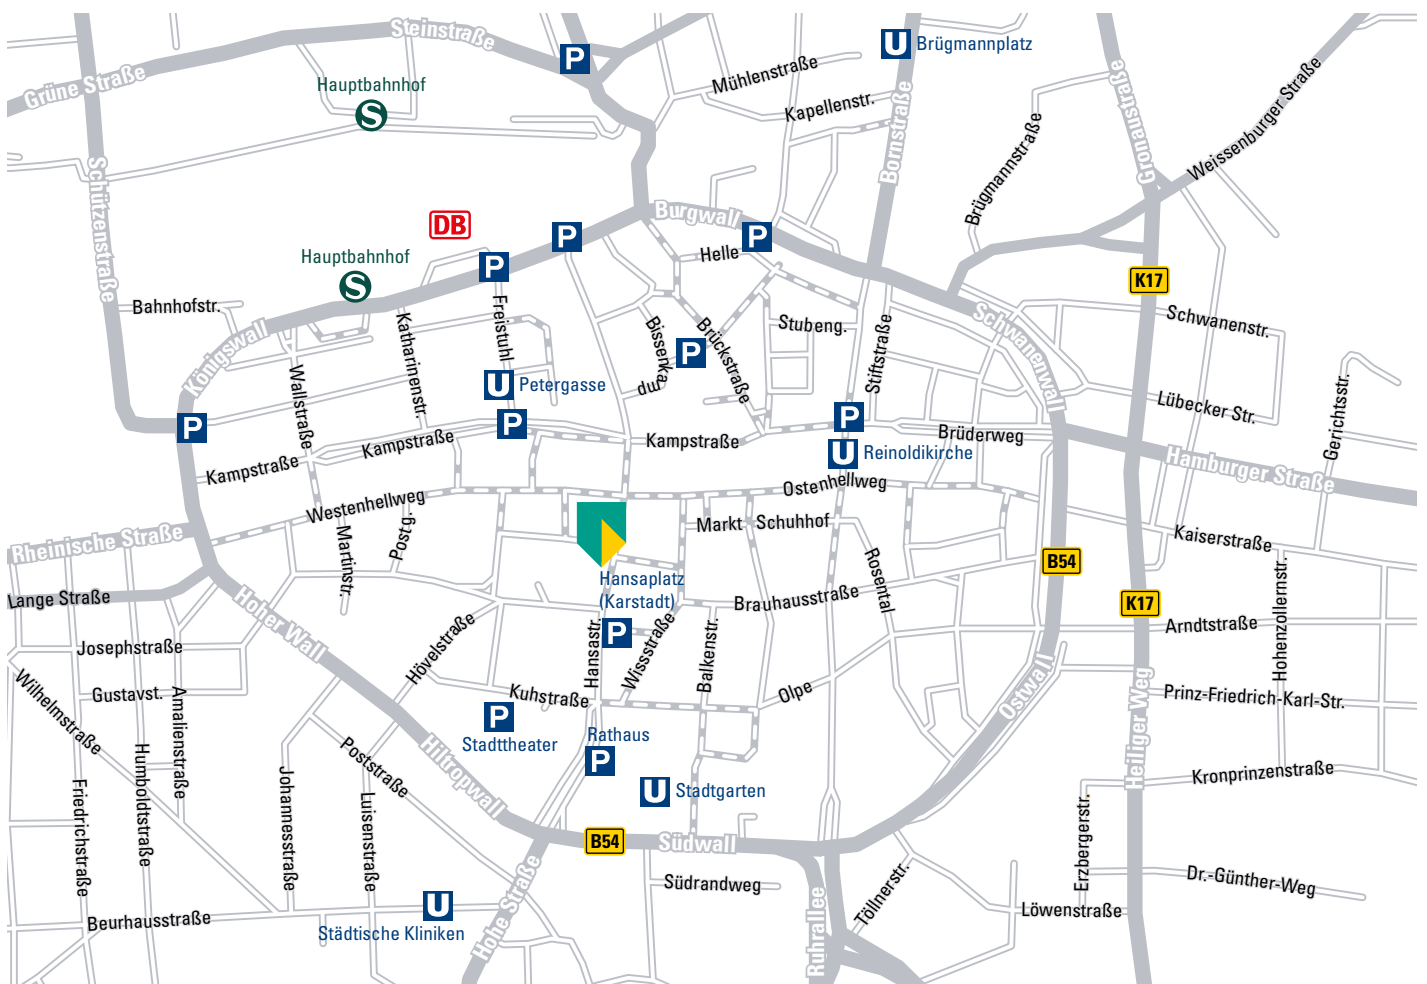 Steinstraße
P
U Brügmannplatz
Grüne Straße
Hauptbahnhof
S
Mühlenstraße
Kapellenstr.
Bornstraße
Gronaustraße
Weissenburger Straße
Brügmannstraße
Schützenstraße
DB
Burgwall
P
P
Helle
Hauptbahnhof
S
P
K17
Bahnhofstr.
Königswall
Freistuhl
Katharinenstr.
Bissenka
du
Brückstraße
P
Stubeng.
Stiftstraße
Schwanenwall
Schwanenstr.
Wallstraße
U Petergasse
Lübecker Str.
Gerichtsstr.
P
P
P
Kampstraße
Kampstraße
Kampstraße
U Reinoldikirche
Brüderweg
Hamburger Straße
Westenhellweg
Ostenhellweg
Markt
Schuhhof
Rheinische Straße
Martinstr.
Postg.
Rosental
Kaiserstraße
B54
Hansaplatz
(Karstadt)
Lange Straße
Hoher Wall
Brauhausstraße
K17
Arndtstraße
Hohenzollernstr.
Josephstraße
Hövelstraße
Hansastr.
P
Wissstraße
Balkenstr.
Gustavst.
Amalienstraße
Kuhstraße
Olpe
Ostwall
Prinz-Friedrich-Karl-Str.
Wilhelmstraße
P
Stadttheater
Rathaus
P
Heiliger Weg
Humboldtstraße
Poststraße
Hiltropwall
U Stadtgarten
Kronprinzenstraße
Friedrichstraße
Johannesstraße
Luisenstraße
B54
Südwall
Erzbergerstr.
Südrandweg
Töllnerstr.
Dr.-Günther-Weg
Beurhausstraße
U
Städtische Kliniken
Hohe Straße
Ruhrallee
Löwenstraße